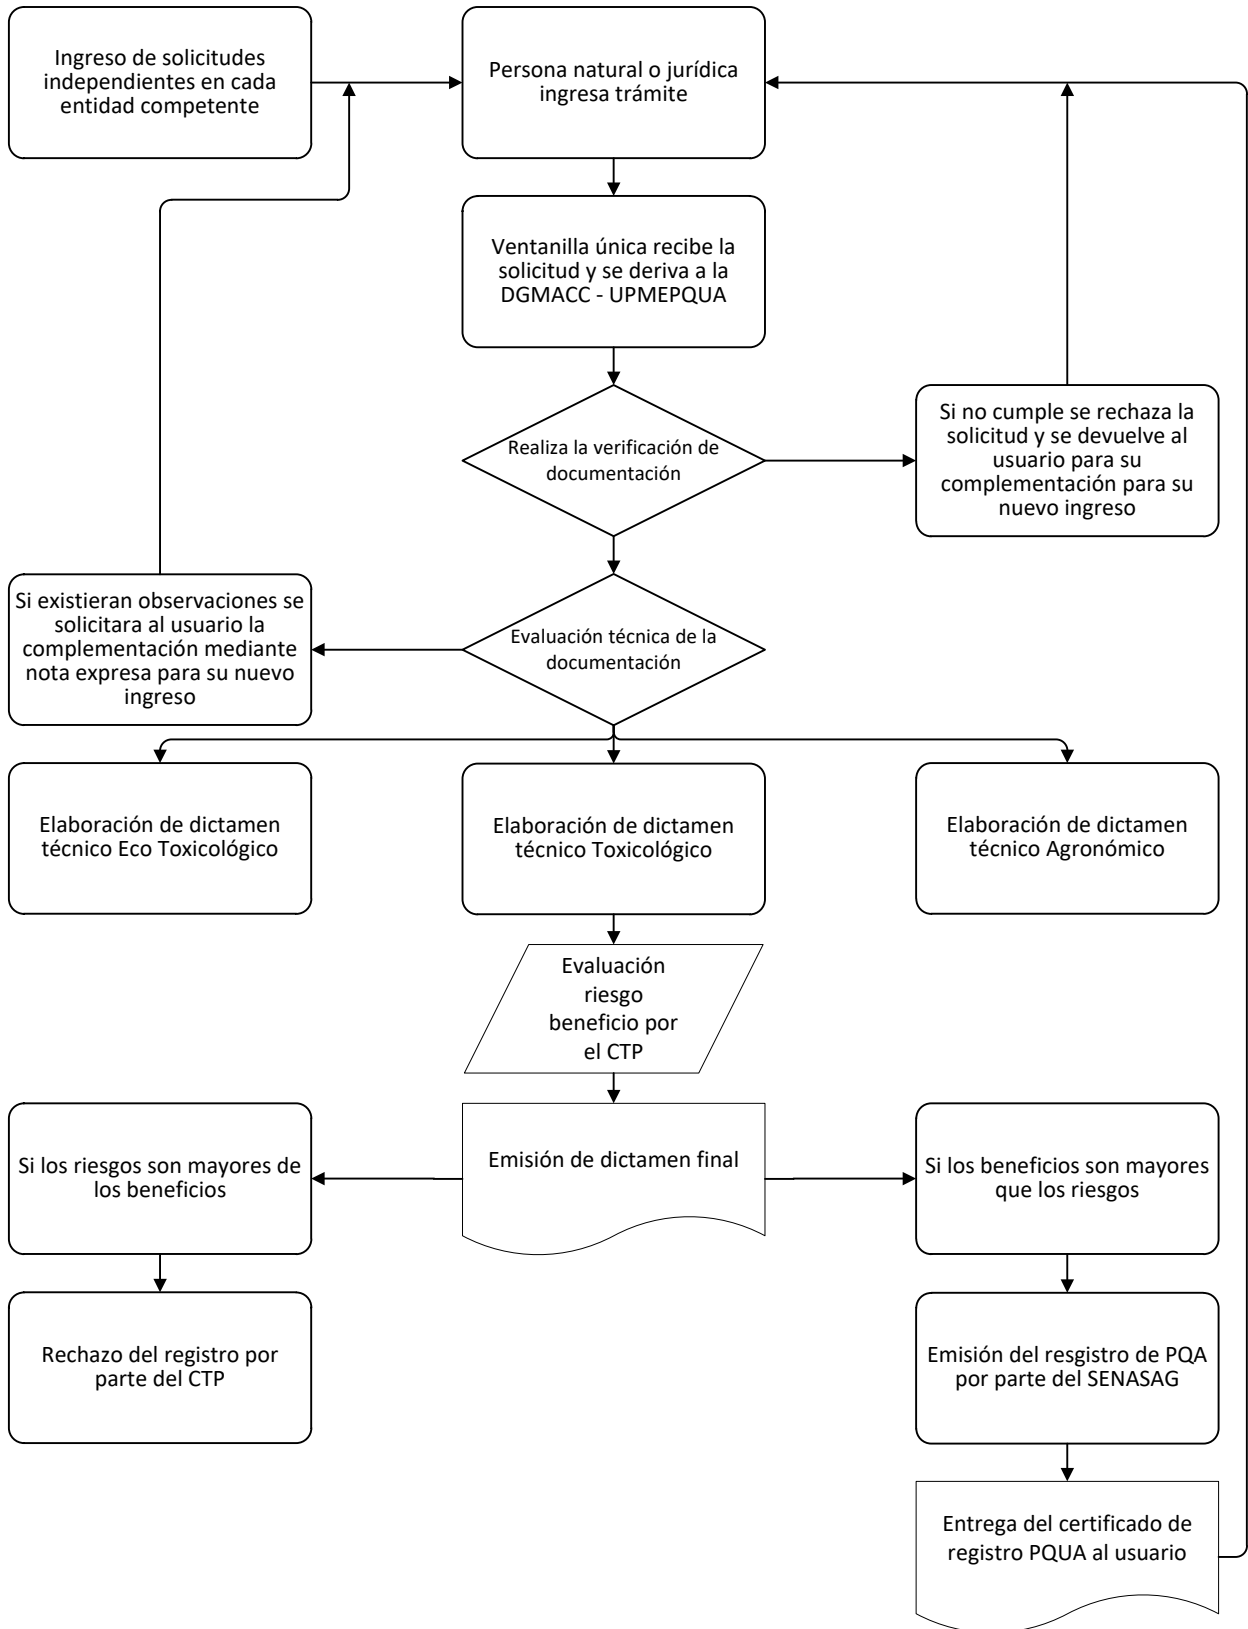 Ingreso de solicitudes
independientes en cada
entidad competente
Persona natural o jurídica
ingresa trámite
Ventanilla única recibe la
solicitud y se deriva a la
DGMACC - UPMEPQUA
Realiza la verificación de
documentación
Si no cumple se rechaza la
solicitud y se devuelve al
usuario para su
complementación para su
nuevo ingreso
Si existieran observaciones se
solicitara al usuario la
complementación mediante
nota expresa para su nuevo
ingreso
Evaluación técnica de la
documentación
Elaboración de dictamen
técnico Eco Toxicológico
Elaboración de dictamen
técnico Toxicológico
Elaboración de dictamen
técnico Agronómico
Evaluación
riesgo
beneficio por
el CTP
Si los riesgos son mayores de
los beneficios
Emisión de dictamen final
Si los beneficios son mayores
que los riesgos
Rechazo del registro por
parte del CTP
Emisión del resgistro de PQA
por parte del SENASAG
Entrega del certificado de
registro PQUA al usuario